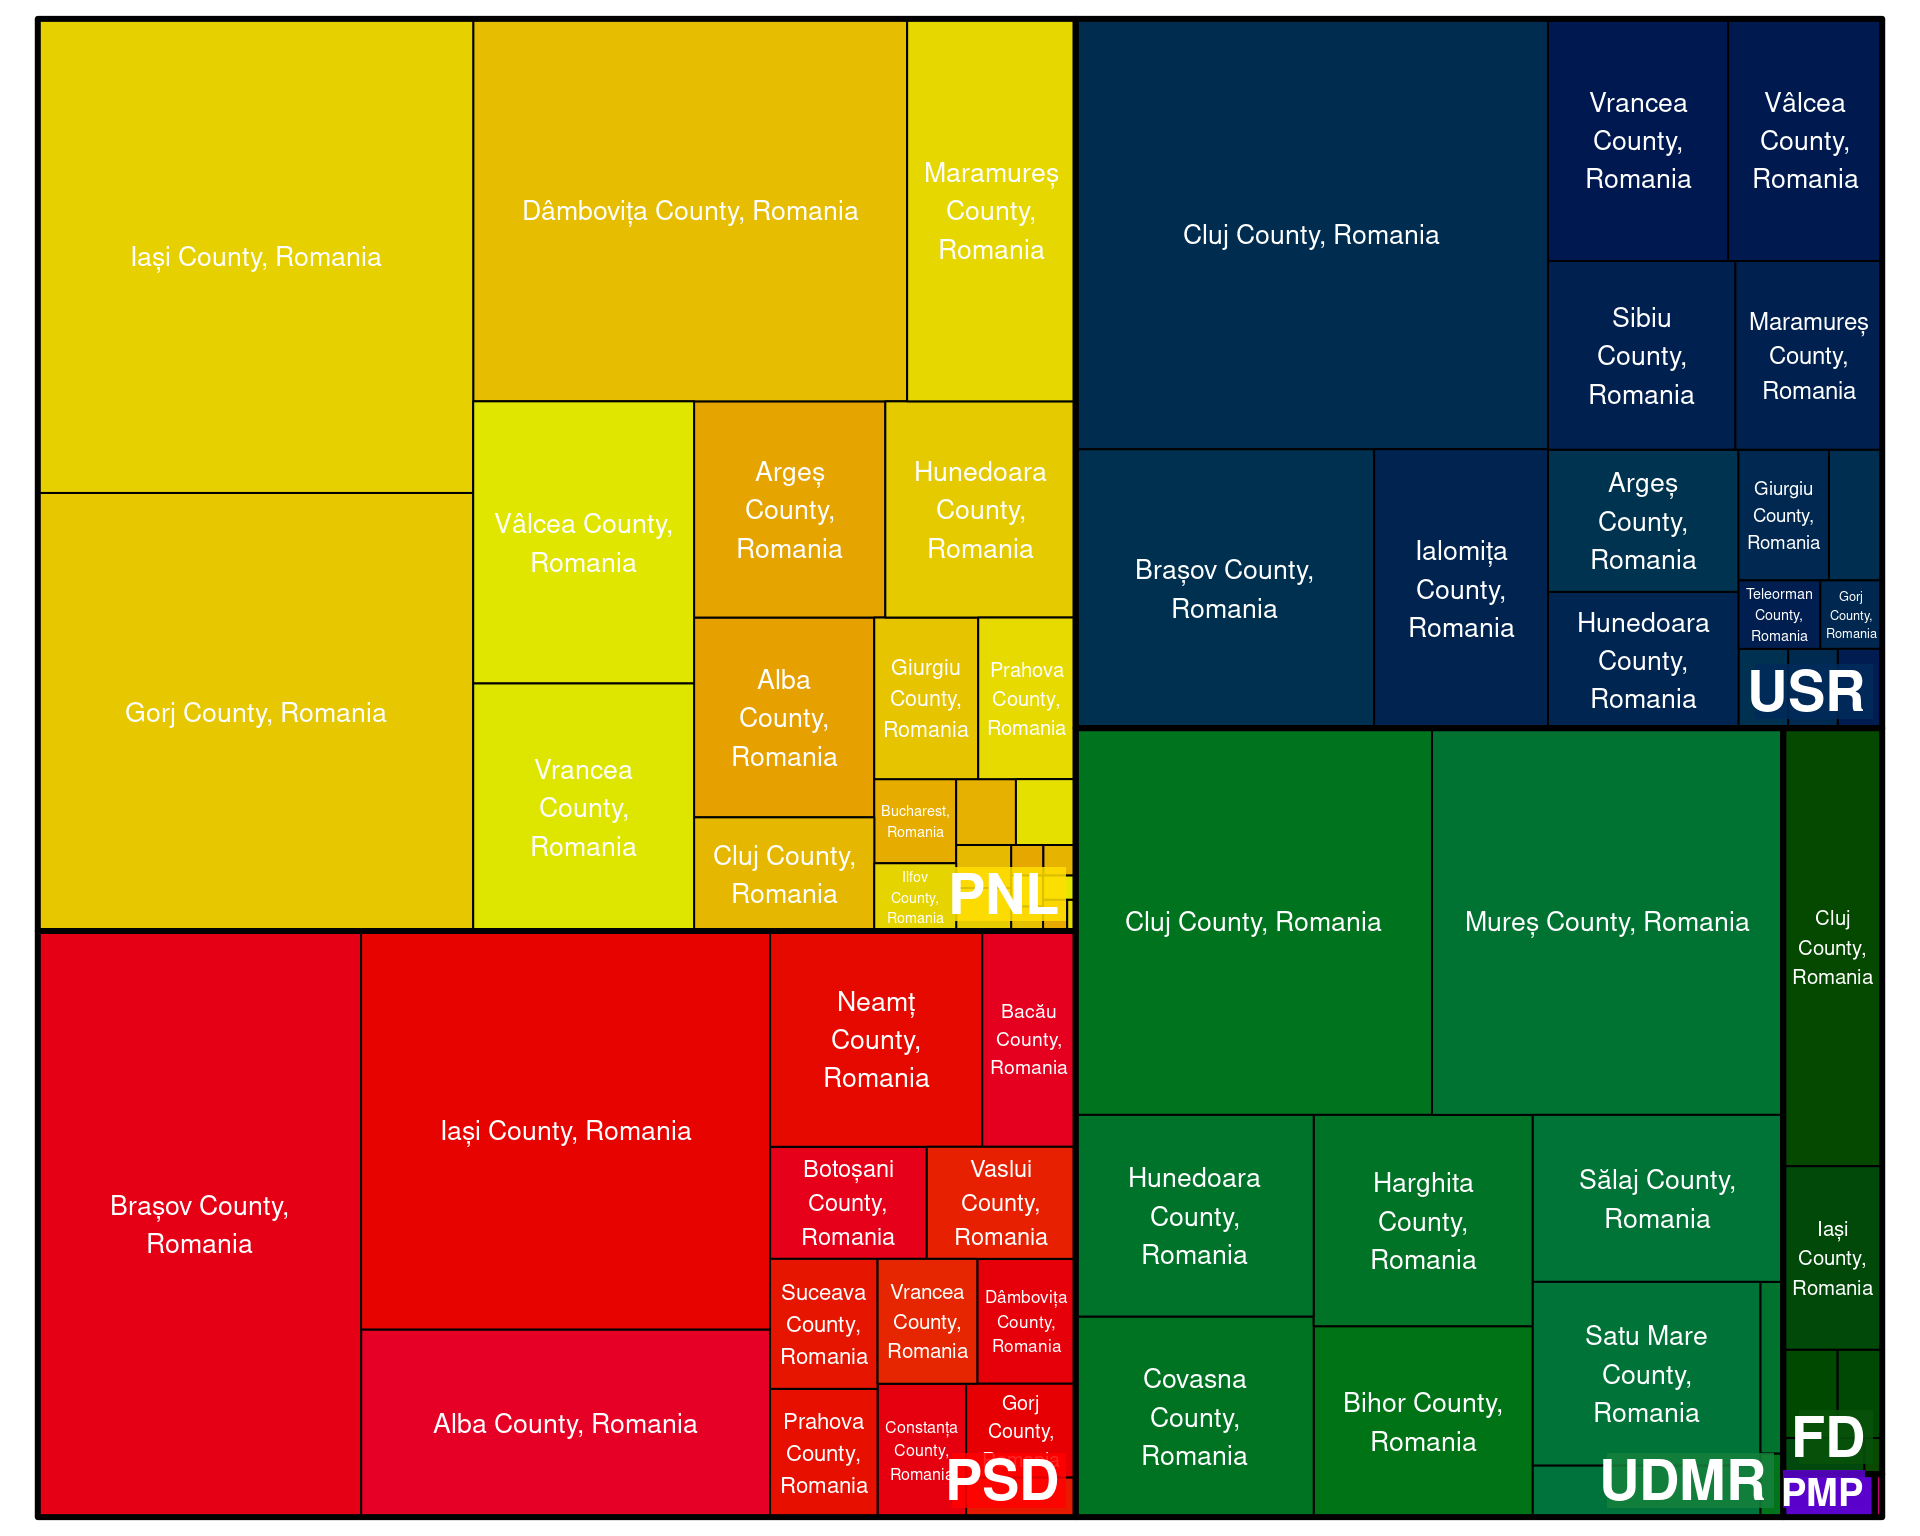 Iași County, Romania
Dâmbovița County, Romania
Maramureș
County,
Romania
Gorj County, Romania
Vâlcea County,
Romania
Argeș
County,
Romania
Hunedoara
County,
Romania
Vrancea
County,
Romania
Alba
County,
Romania
Giurgiu
County,
Romania
Prahova
County,
Romania
Cluj County,
Romania
Bucharest,
Romania
Ilfov
County,
Romania
PNL
Cluj County, Romania
Vrancea
County,
Romania
Vâlcea
County,
Romania
Sibiu
County,
Romania
Maramureș
County,
Romania
Brașov County,
Romania
Ialomița
County,
Romania
Argeș
County,
Romania
Giurgiu
County,
Romania
Hunedoara
County,
Romania
Teleorman
County,
Romania
Gorj
County,
Romania
USR
Brașov County,
Romania
Iași County, Romania
Alba County, Romania
Neamț
County,
Romania
Bacău
County,
Romania
Botoșani
County,
Romania
Vaslui
County,
Romania
Suceava
County,
Romania
Vrancea
County,
Romania
Dâmbovița
County,
Romania
Prahova
County,
Romania
Constanța
County,
Romania
Gorj
County,
Romania
PSD
Cluj County, Romania
Mureș County, Romania
Hunedoara
County,
Romania
Harghita
County,
Romania
Sălaj County,
Romania
Covasna
County,
Romania
Bihor County,
Romania
Satu Mare
County,
Romania
UDMR
Cluj
County,
Romania
Iași
County,
Romania
FD
PMP